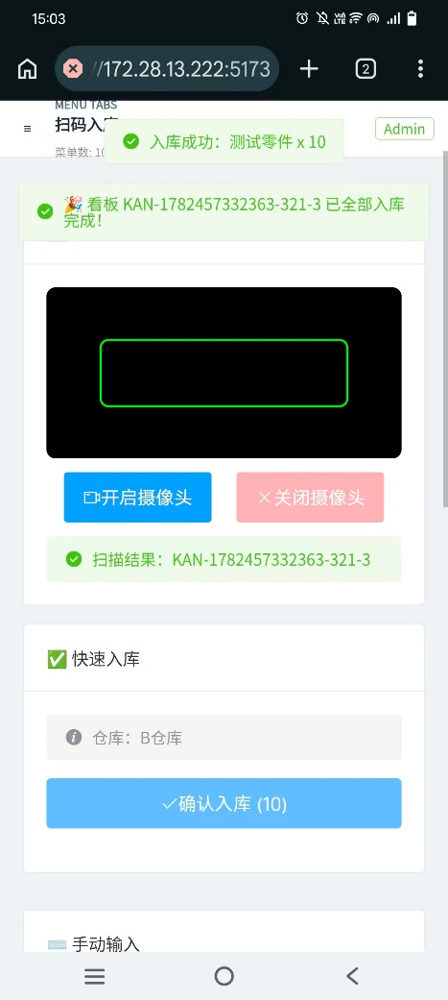 15:03
//172.28.13.222:5173
2
MENU TABS
扫码入库
菜单数: 10
Admin
入库成功：测试零件 x 10
🎉 看板 KAN-1782457332363-321-3 已全部入库
完成！
开启摄像头
关闭摄像头
扫描结果：KAN-1782457332363-321-3
✅ 快速入库
仓库：B仓库
确认入库 (10)
⌨️ 手动输入